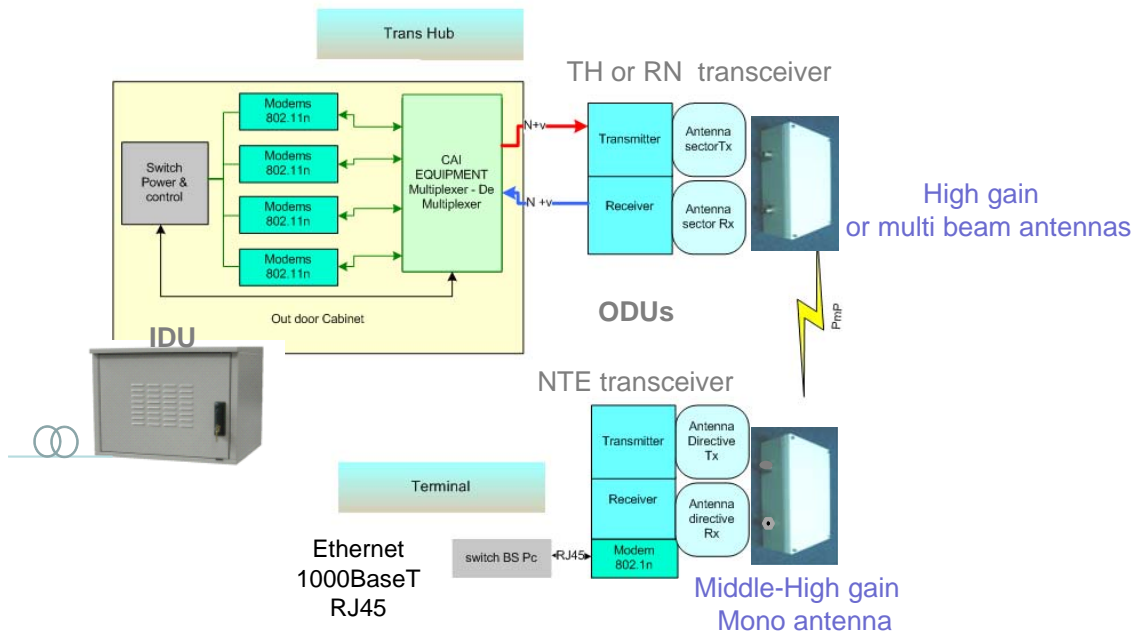 Trans Hub
TH or RN transceiver
Modems
802.11n
Modems
802.11n
Modems
802.11n
Modems
802.11n
Switch
Power &
control
CAI
EQUIPMENT
Multiplexer - De
Multiplexer
N+v
N +v
Transmitter
Receiver
Antenna
sectorTx
Antenna
sector Rx
High gain
or multi beam antennas
Out door Cabinet
ODUs
PmP
IDU
NTE transceiver
Transmitter
Receiver
Modem
802.1n
Antenna
Directive
Tx
Antenna
directive
Rx
Terminal
switch BS Pc
RJ45
Ethernet
1000BaseT
RJ45
Middle-High gain
Mono antenna